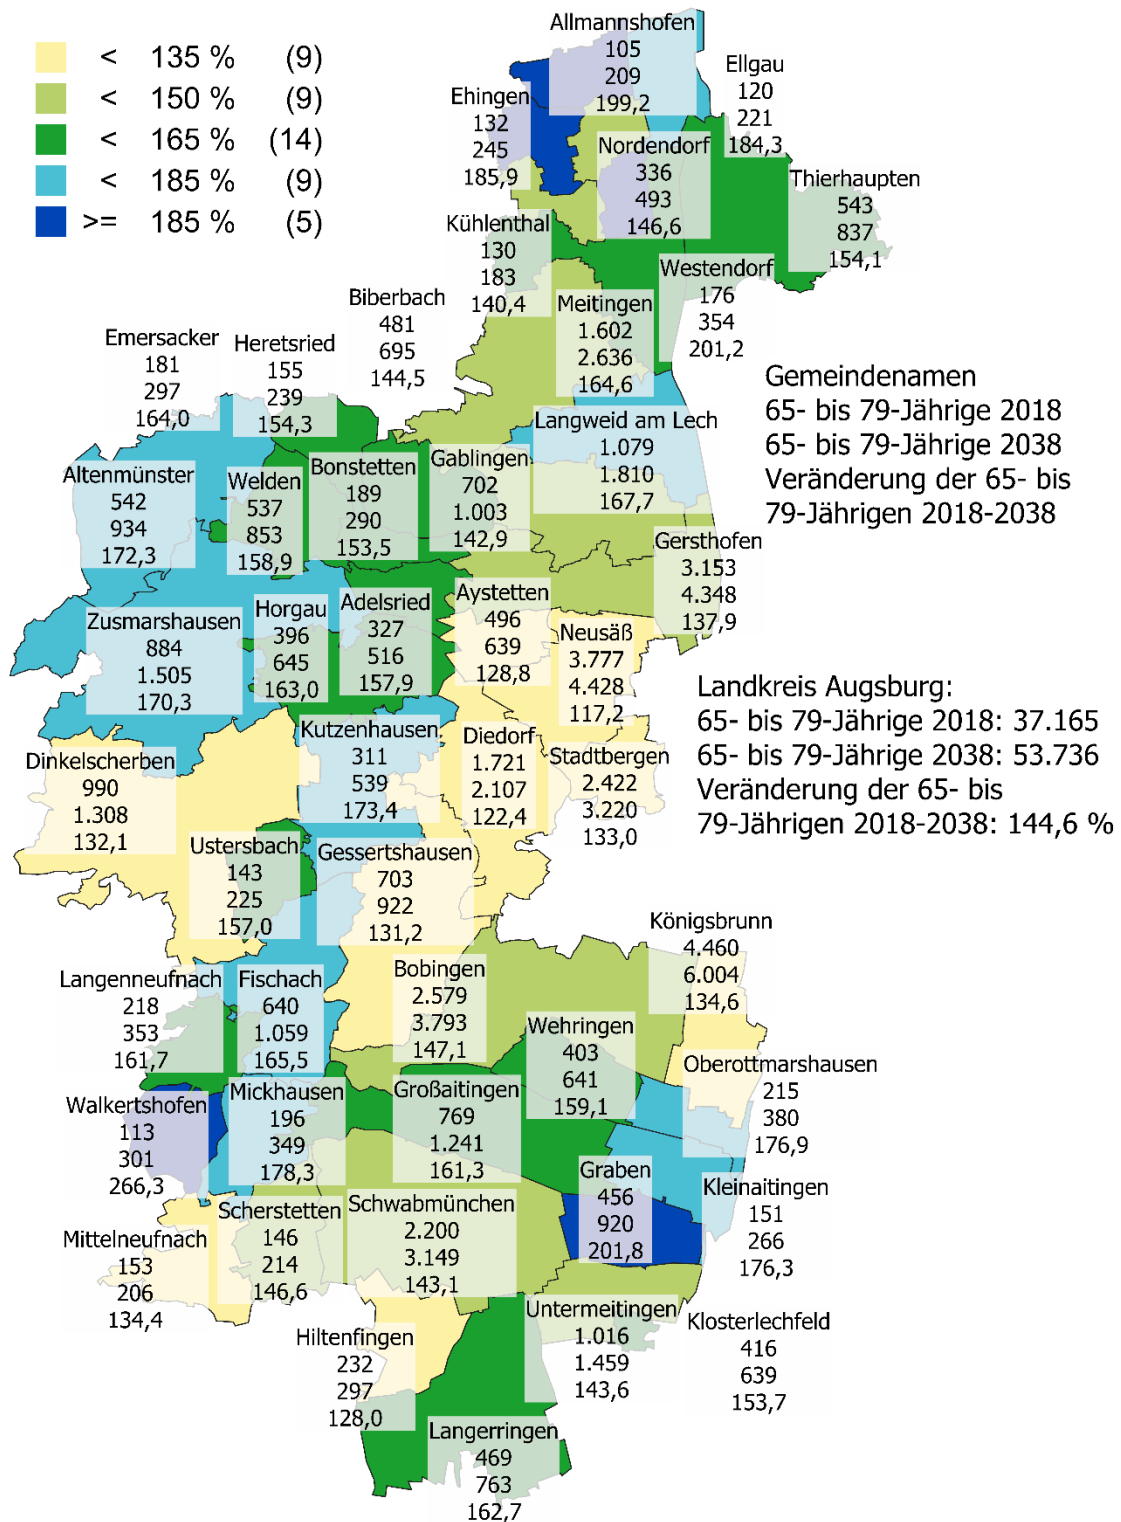 < 135 % (9)
< 150 % (9)
< 165 % (14)
< 185 % (9)
>= 185 % (5)
Allmannshofen
105
209
199,2
Ellgau
120
221
184,3
Ehingen
132
245
185,9
Nordendorf
336
493
146,6
Thierhaupten
543
837
154,1
Kühlenthal
130
183
140,4
Westendorf
176
354
201,2
Biberbach
481
695
144,5
Meitingen
1.602
2.636
164,6
Emersacker
181
297
164,0
Heretsried
155
239
154,3
Gemeindenamen
65- bis 79-Jährige 2018
65- bis 79-Jährige 2038
Veränderung der 65- bis
79-Jährigen 2018-2038
Langweid am Lech
1.079
1.810
167,7
Altenmünster
542
934
172,3
Welden
537
853
158,9
Bonstetten
189
290
153,5
Gablingen
702
1.003
142,9
Gersthofen
3.153
4.348
137,9
Zusmarshausen
884
1.505
170,3
Horgau
396
645
163,0
Adelsried
327
516
157,9
Aystetten
496
639
128,8
Neusäß
3.777
4.428
117,2
Landkreis Augsburg:
65- bis 79-Jährige 2018: 37.165
65- bis 79-Jährige 2038: 53.736
Veränderung der 65- bis
79-Jährigen 2018-2038: 144,6 %
Dinkelscherben
990
1.308
132,1
Kutzenhausen
311
539
173,4
Diedorf
1.721
2.107
122,4
Stadtbergen
2.422
3.220
133,0
Ustersbach
143
225
157,0
Gessertshausen
703
922
131,2
Königsbrunn
4.460
6.004
134,6
Langenneufnach
218
353
161,7
Fischach
640
1.059
165,5
Bobingen
2.579
3.793
147,1
Wehringen
403
641
159,1
Oberottmarshausen
215
380
176,9
Walkertshofen
113
301
266,3
Mickhausen
196
349
178,3
Großaitingen
769
1.241
161,3
Graben
456
920
201,8
Kleinaitingen
151
266
176,3
Mittelneufnach
153
206
134,4
Scherstetten
146
214
146,6
Schwabmünchen
2.200
3.149
143,1
Untermeitingen
1.016
1.459
143,6
Klosterlechfeld
416
639
153,7
Hiltenfingen
232
297
128,0
Langerringen
469
763
162,7